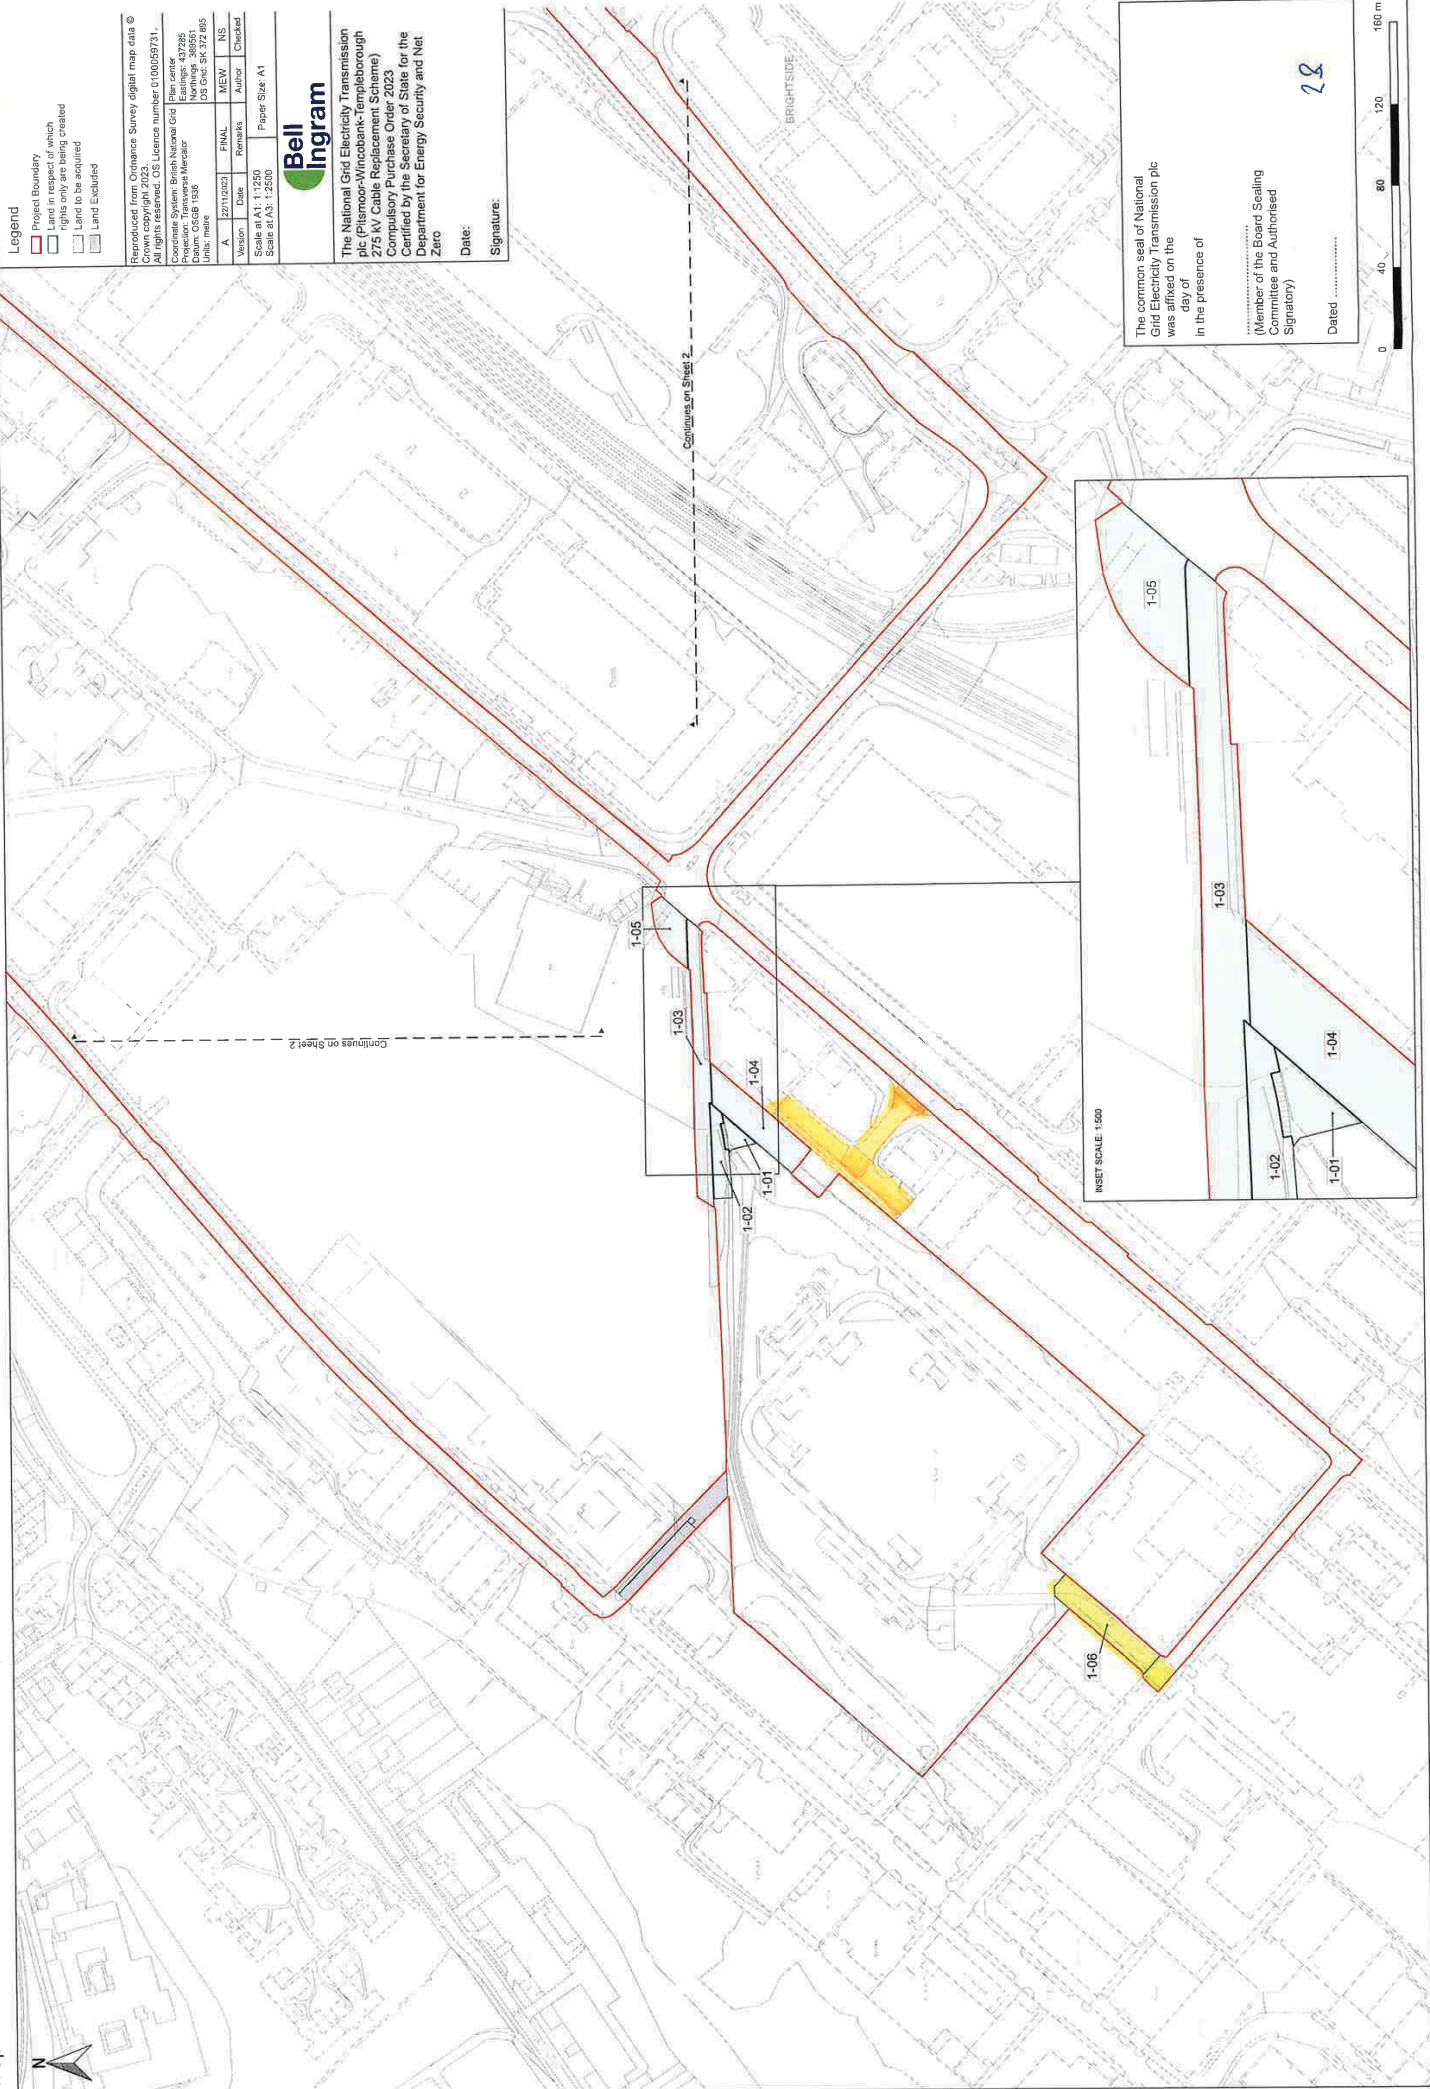 N
Legend
Project Boundary
Land in respect of which
rights only are being created
Land to be acquired
Land Excluded
Reproduced from Ordnance Survey digital map data ©
Crown copyright 2023.
All rights reserved. OS Licence number 0100059731.
Coordinate System: British National Grid
Projection: Transverse Mercator
Datum: OSGB 1936
Units: metre
Plan center
Eastings: 437285
Northings: 389561
OS Grid: SK 372 895
A 22/11/2023 FINAL MEW NS
Version Date Remarks Author Checked
Scale at A1: 1:1250
Scale at A3: 1:2500
Paper Size: A1
Bell
Ingram
The National Grid Electricity Transmission
plc (Pitsmoor-Wincobank-Templeborough
275 kV Cable Replacement Scheme)
Compulsory Purchase Order 2023
Certified by the Secretary of State for the
Department for Energy Security and Net
Zero
Date:
Signature:
BRIGHTSIDE
Continues on Sheet 2
Continues on Sheet 2
1-05
1-03
1-04
1-01
1-02
1-06
INSET SCALE: 1:500
1-05
1-03
1-04
1-02
1-01
The common seal of National
Grid Electricity Transmission plc
was affixed on the
day of
in the presence of
(Member of the Board Sealing
Committee and Authorised
Signatory)
Dated
28
0 40 80 120 160 m